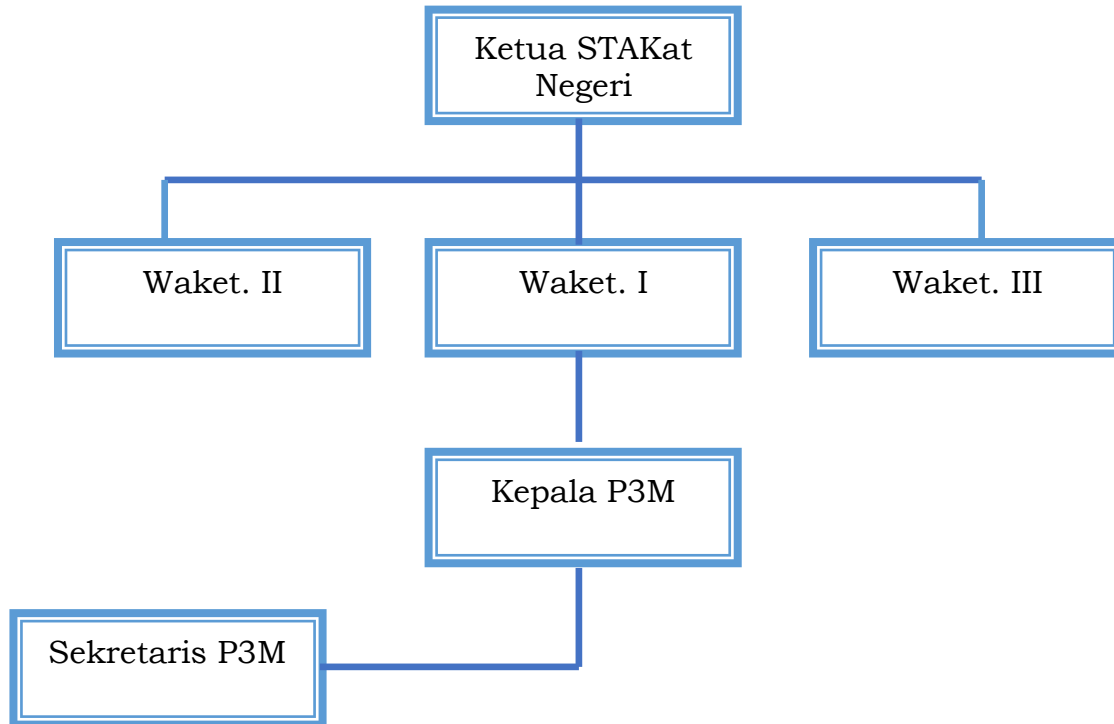 Ketua STAKat
Negeri
Waket. II
Waket. I
Waket. III
Kepala P3M
Sekretaris P3M